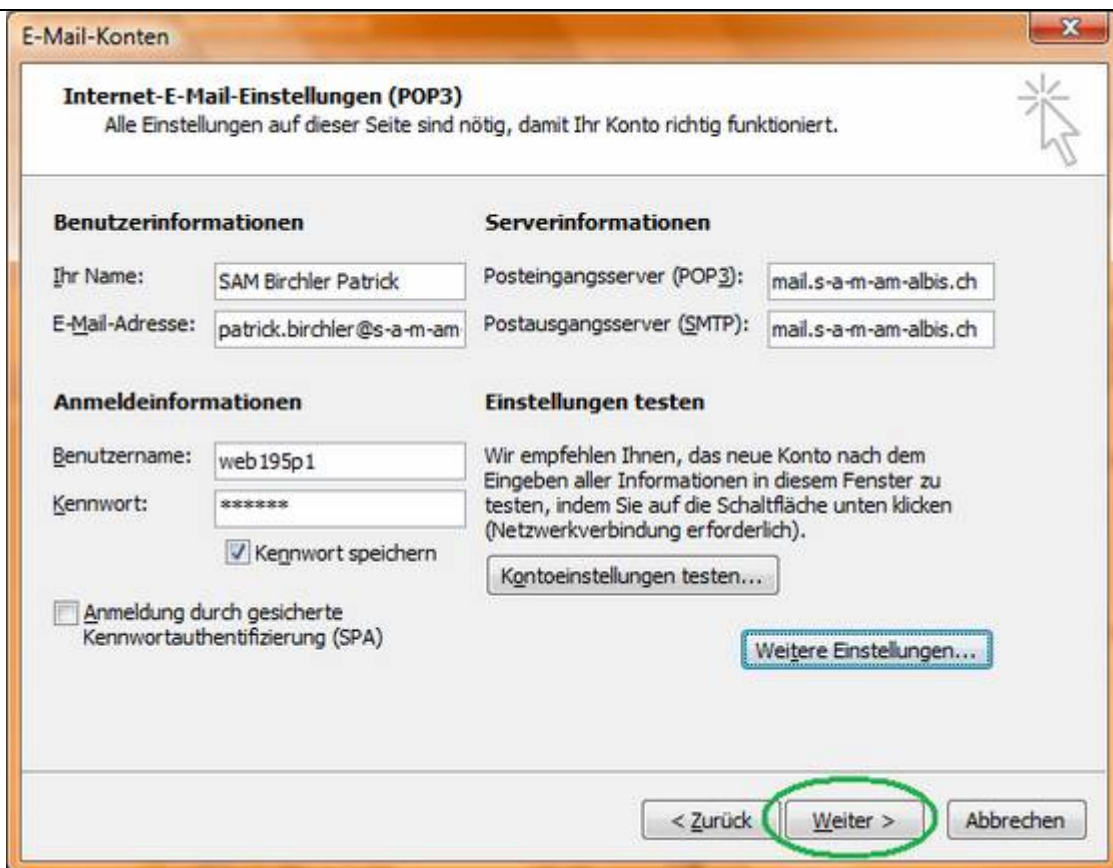 E-Mail-Konten
Internet-E-Mail-Einstellungen (POP3)
Alle Einstellungen auf dieser Seite sind nötig, damit Ihr Konto richtig funktioniert.
Benutzerinformationen
Ihr Name: SAM Birchler Patrick
E-Mail-Adresse: patrick.birchler@s-a-m-am
Serverinformationen
Posteingangsserver (POP3): mail.s-a-m-am-albis.ch
Postausgangsserver (SMTP): mail.s-a-m-am-albis.ch
Anmeldeinformationen
Benutzername: web195p1
Kennwort: ******
Kennwort speichern
Anmeldung durch gesicherte
Kennwortauthentifizierung (SPA)
Einstellungen testen
Wir empfehlen Ihnen, das neue Konto nach dem
Eingeben aller Informationen in diesem Fenster zu
testen, indem Sie auf die Schaltfläche unten klicken
(Netzwerkverbindung erforderlich).
Kontoeinstellungen testen...
Weitere Einstellungen...
< Zurück
Weiter >
Abbrechen